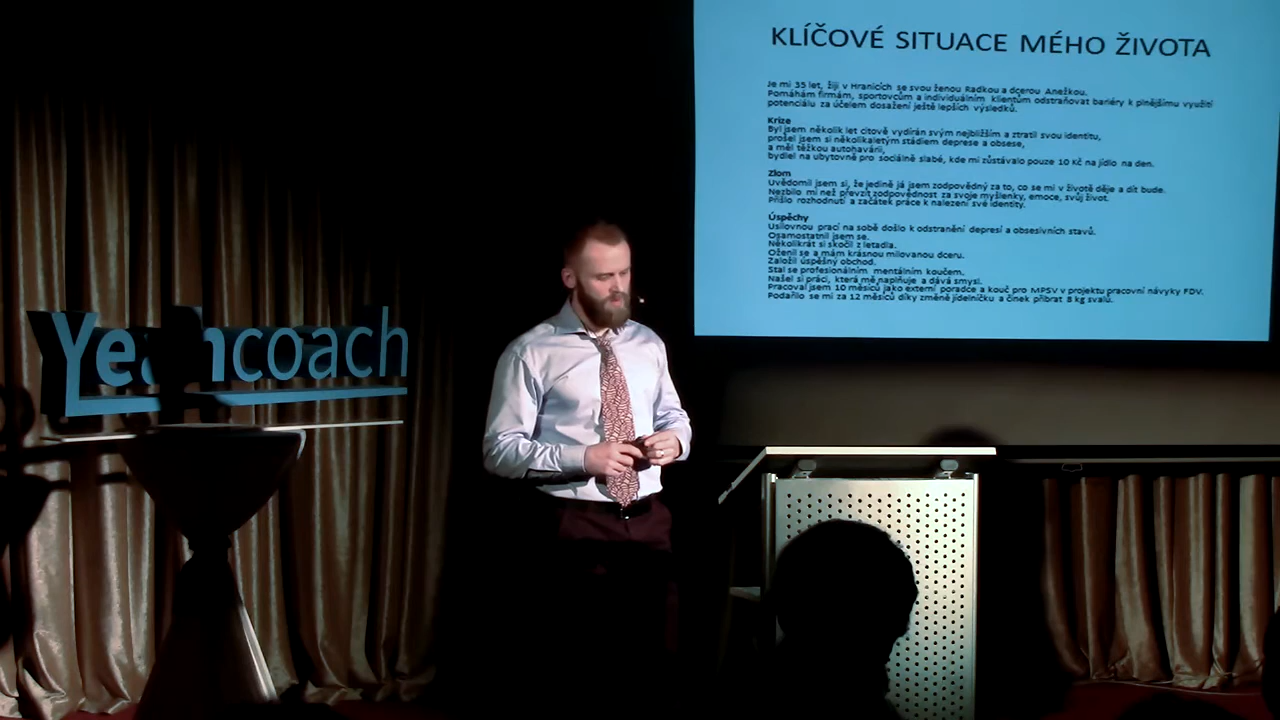 KLÍČOVÉ SITUACE MÉHO ŽIVOTA
Je mi 35 let, žiji v Hranicích se svou ženou Radkou a dcerou Anežkou.
Pomáhám firmám, sportovcům a individuálním klientům odstraňovat bariéry k plnějšímu využití
potenciálu za účelem dosažení ještě lepších výsledků.
Krize
Byl jsem několik let citově vydírán svým nejbližším a ztratil svou identitu,
prošel jsem si několikaletým stádiem deprese a obsese,
a měl těžkou autohavárii,
bydlel na ubytovně pro sociálně slabé, kde mi zůstávalo pouze 10 Kč na jídlo na den.
Zlom
Uvědomil jsem si, že jedině já jsem zodpovědný za to, co se mi v životě děje a dít bude.
Nezbilo mi než převzít zodpovědnost za svoje myšlenky, emoce, svůj život.
Přišlo rozhodnutí a začátek práce k nalezení své identity.
Úspěchy
Usilovnou prací na sobě došlo k odstranění depresí a obsesivních stavů.
Osamostatnil jsem se.
Několikrát si skočil z letadla.
Oženil se a mám krásnou milovanou dceru.
Založil úspěšný obchod.
Stal se profesionálním mentálním koučem.
Našel si práci, která mě naplňuje a dává smysl.
Pracoval jsem 10 měsíců jako externí poradce a kouč pro MPSV v projektu pracovní návyky FDV.
Podařilo se mi za 12 měsíců díky změně jídelníčku a činek přibrat 8 kg svalů.
Yeahcoach